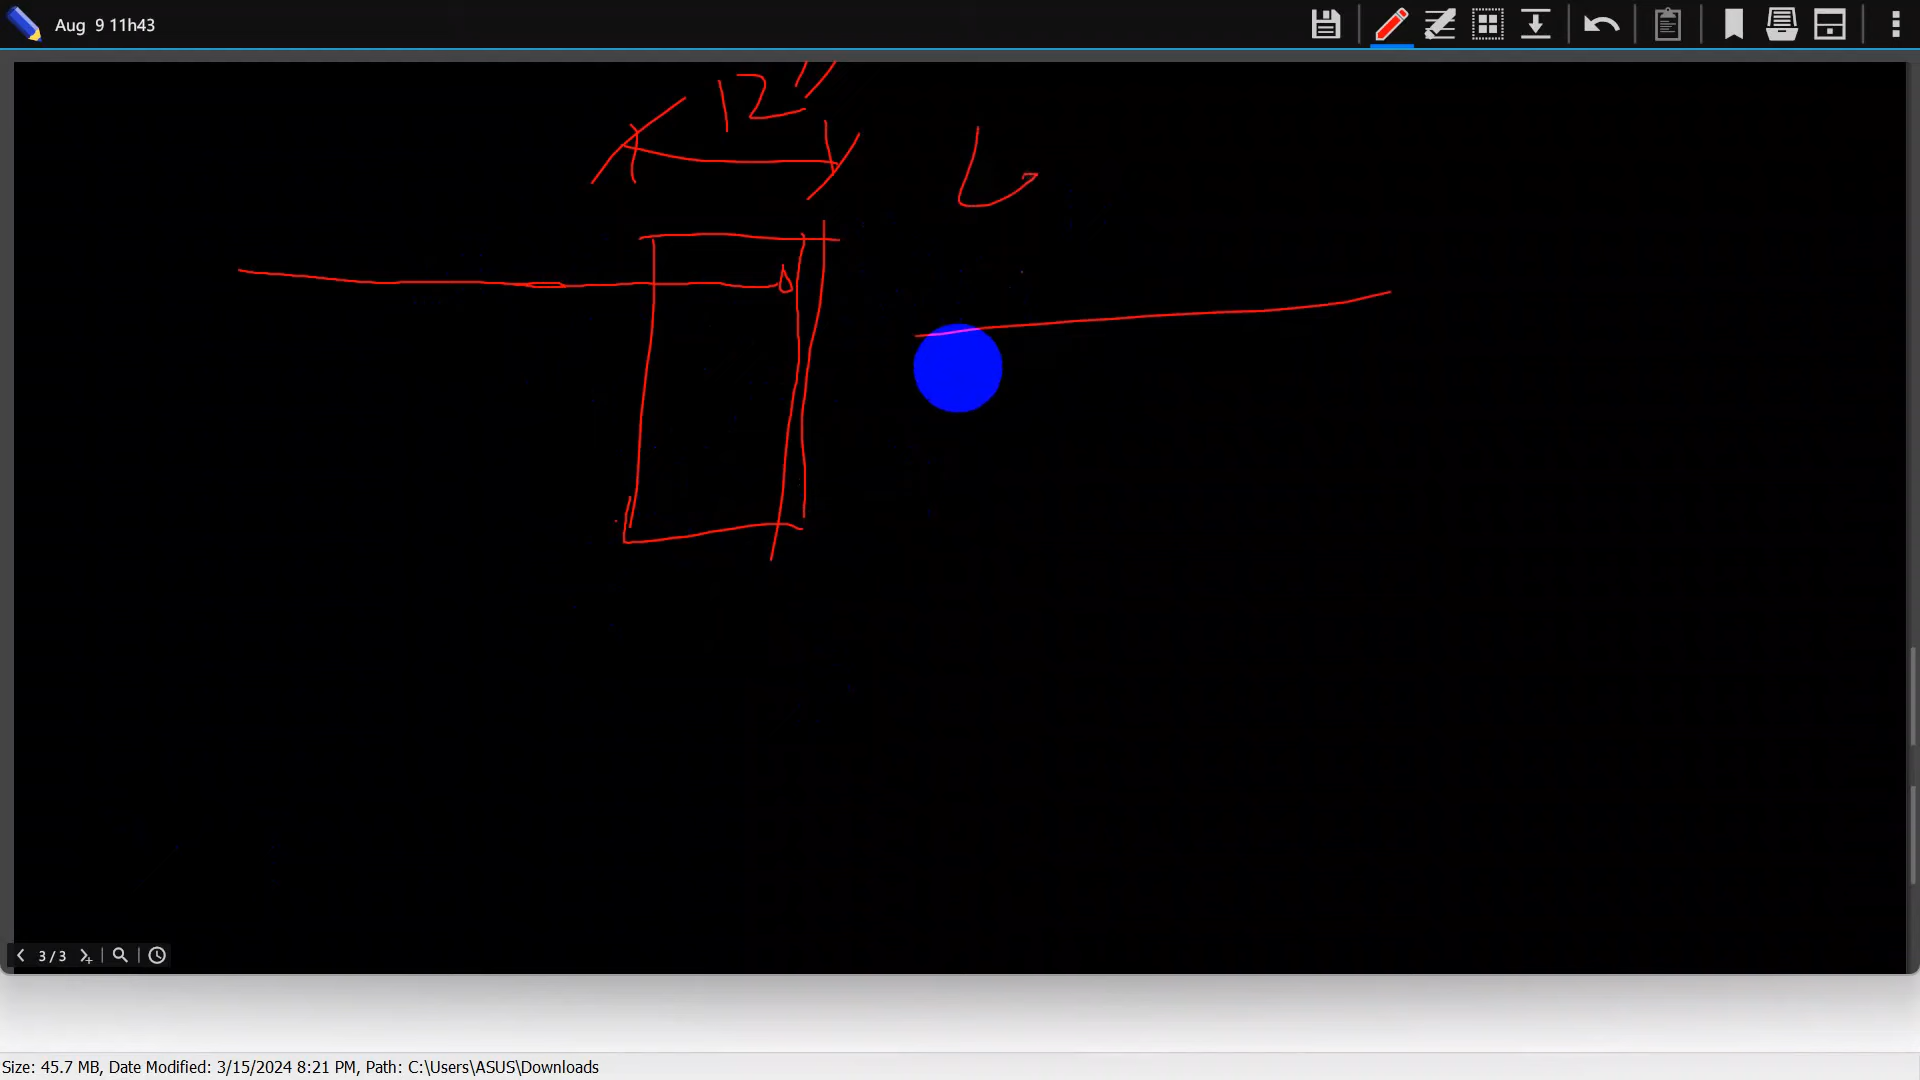 Aug 9 11h43
12"
L
3 / 3
Size: 45.7 MB, Date Modified: 3/15/2024 8:21 PM, Path: C:\Users\ASUS\Downloads